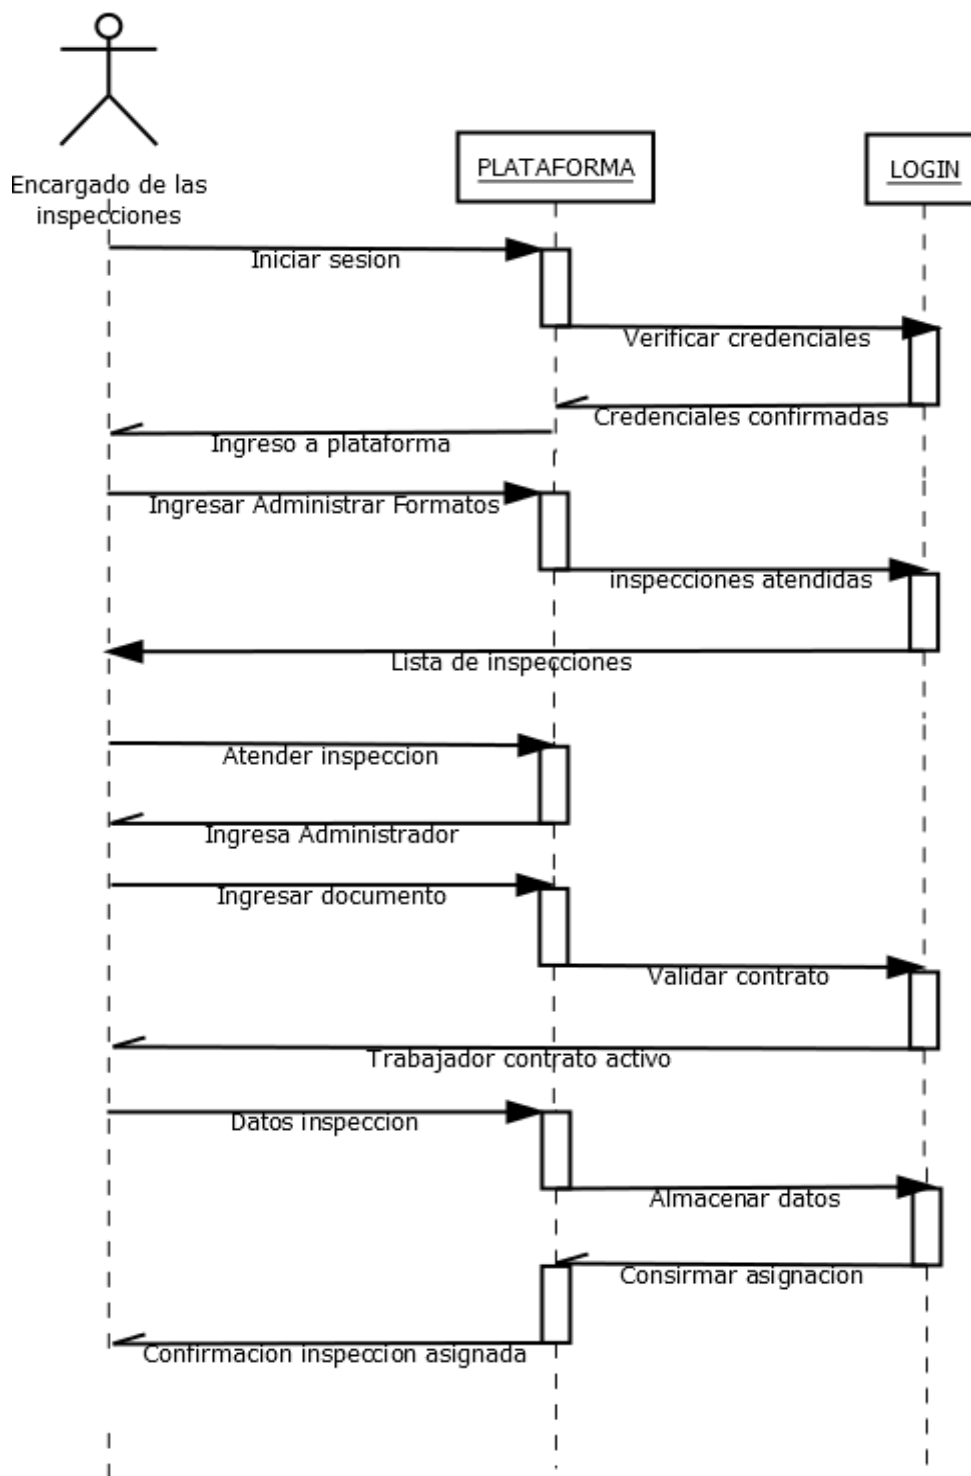 Encargado de las
inspecciones
PLATAFORMA
LOGIN
Iniciar sesion
Verificar credenciales
Credenciales confirmadas
Ingreso a plataforma
Ingresar Administrar Formatos
inspecciones atendidas
Lista de inspecciones
Atender inspeccion
Ingresa Administrador
Ingresar documento
Validar contrato
Trabajador contrato activo
Datos inspeccion
Almacenar datos
Consirmar asignacion
Confirmacion inspeccion asignada